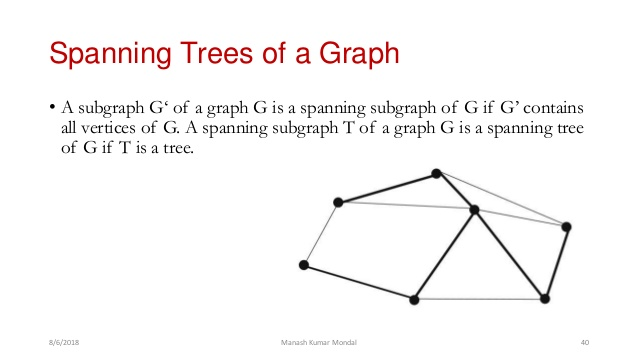 Spanning Trees of a Graph
• A subgraph G‘ of a graph G is a spanning subgraph of G if G’ contains
all vertices of G. A spanning subgraph T of a graph G is a spanning tree
of G if T is a tree.
8/6/2018 Manash Kumar Mondal 40